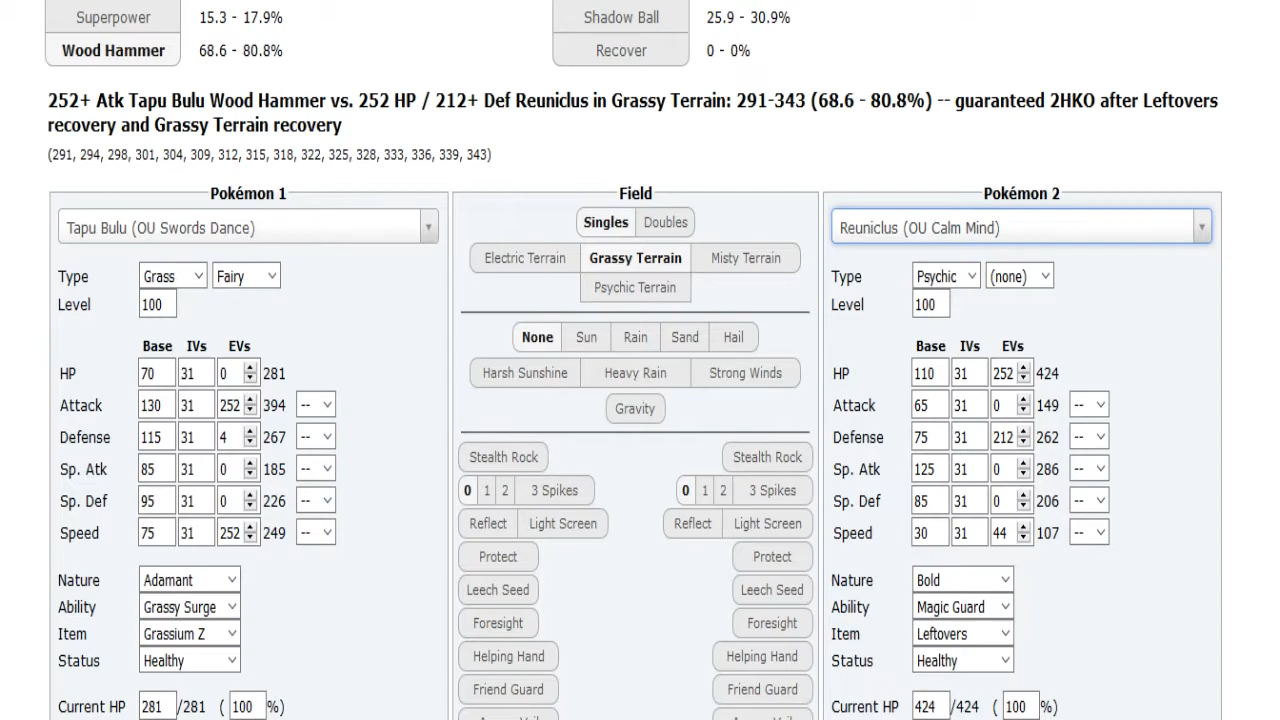 Superpower 15.3 - 17.9% Shadow Ball 25.9 - 30.9%
Wood Hammer 68.6 - 80.8% Recover 0 - 0%
252+ Atk Tapu Bulu Wood Hammer vs. 252 HP / 212+ Def Reuniclus in Grassy Terrain: 291-343 (68.6 - 80.8%) -- guaranteed 2HKO after Leftovers
recovery and Grassy Terrain recovery
(291, 294, 298, 301, 304, 309, 312, 315, 318, 322, 325, 328, 333, 336, 339, 343)
Pokémon 1
Tapu Bulu (OU Swords Dance)
Type Grass Fairy
Level 100
Base IVs EVs
HP 70 31 0 281
Attack 130 31 252 394 --
Defense 115 31 4 267 --
Sp. Atk 85 31 0 185 --
Sp. Def 95 31 0 226 --
Speed 75 31 252 249 --
Nature Adamant
Ability Grassy Surge
Item Grassium Z
Status Healthy
Current HP 281 /281 ( 100 %)
Field
Singles Doubles
Electric Terrain Grassy Terrain Misty Terrain
Psychic Terrain
None Sun Rain Sand Hail
Harsh Sunshine Heavy Rain Strong Winds
Gravity
Stealth Rock Stealth Rock
0 1 2 3 Spikes 0 1 2 3 Spikes
Reflect Light Screen Reflect Light Screen
Protect Protect
Leech Seed Leech Seed
Foresight Foresight
Helping Hand Helping Hand
Friend Guard Friend Guard
Pokémon 2
Reuniclus (OU Calm Mind)
Type Psychic (none)
Level 100
Base IVs EVs
HP 110 31 252 424
Attack 65 31 0 149 --
Defense 75 31 212 262 --
Sp. Atk 125 31 0 286 --
Sp. Def 85 31 0 206 --
Speed 30 31 44 107 --
Nature Bold
Ability Magic Guard
Item Leftovers
Status Healthy
Current HP 424 /424 ( 100 %)